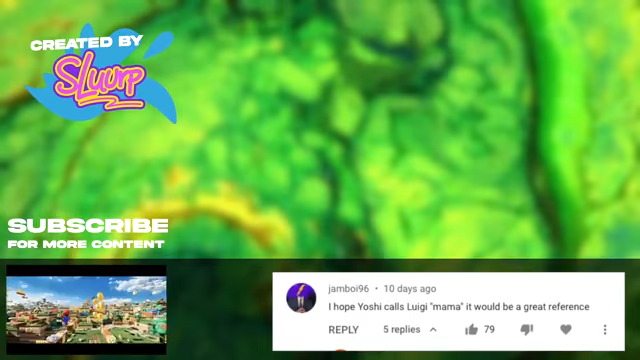 CREATED BY
Sluurp
SUBSCRIBE
FOR MORE CONTENT
jamboi96 • 10 days ago
I hope Yoshi calls Luigi "mama" it would be a great reference
REPLY 5 replies 79